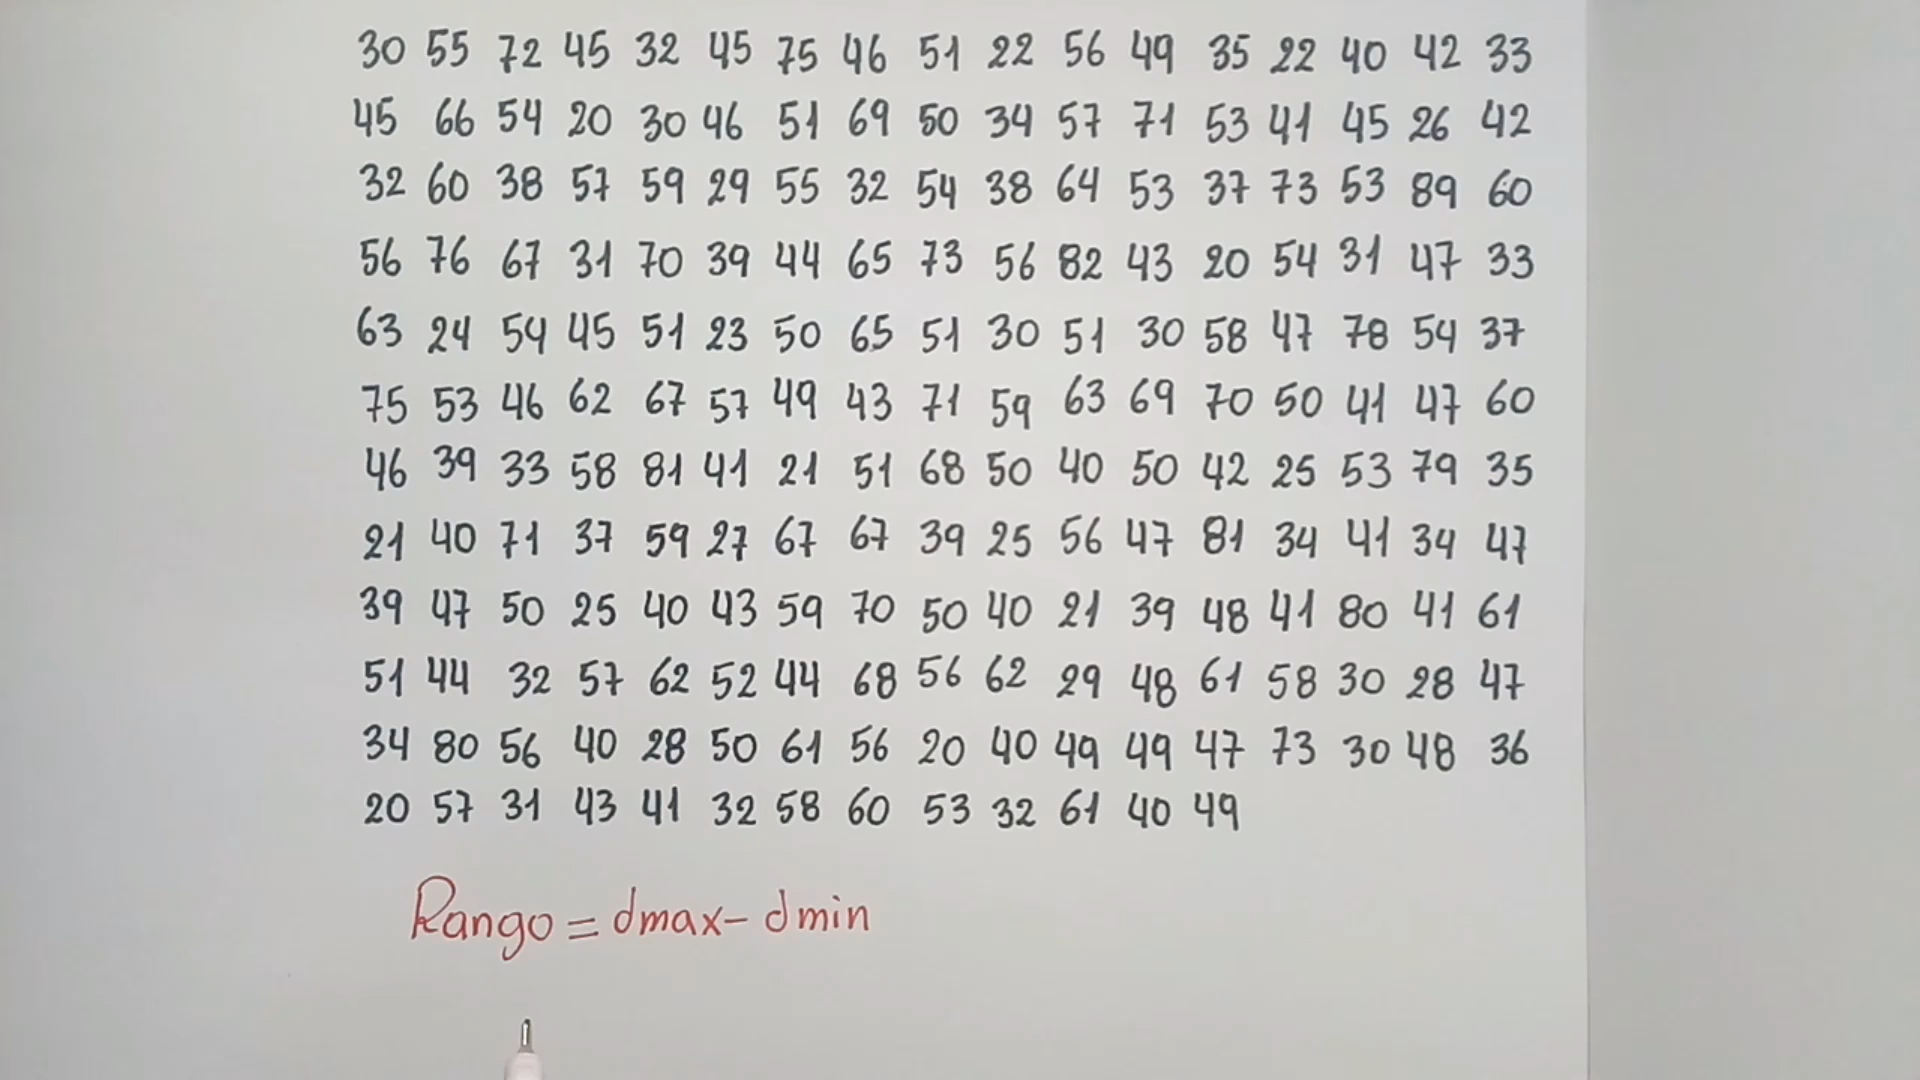 30 55 72 45 32 45 75 46 51 22 56 49 35 22 40 42 33
45 66 54 20 30 46 51 69 50 34 57 71 53 41 45 26 42
32 60 38 57 59 29 55 32 54 38 64 53 37 73 53 89 60
56 76 67 31 70 39 44 65 73 56 82 43 20 54 31 47 33
63 24 54 45 51 23 50 65 51 30 51 30 58 47 78 54 37
75 53 46 62 67 57 49 43 71 59 63 69 70 50 41 47 60
46 39 33 58 81 41 21 51 68 50 40 50 42 25 53 79 35
21 40 71 37 59 27 67 67 39 25 56 47 81 34 41 34 47
39 47 50 25 40 43 59 70 50 40 21 39 48 41 80 41 61
51 44 32 57 62 52 44 68 56 62 29 48 61 58 30 28 47
34 80 56 40 28 50 61 56 20 40 49 49 47 73 30 48 36
20 57 31 43 41 32 58 60 53 32 61 40 49
Rango = dmax - dmin